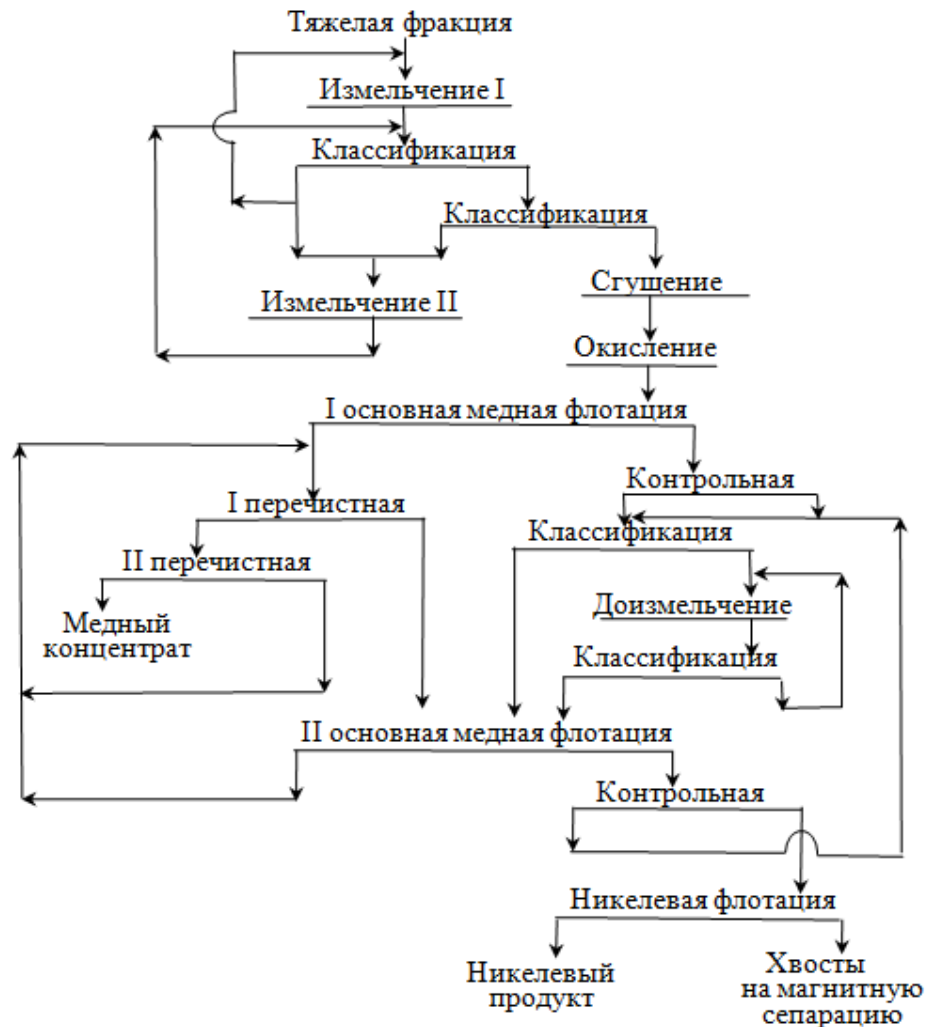 Тяжелая фракция
Измельчение I
Классификация
Классификация
Сгущение
Измельчение II
Окисление
I основная медная флотация
Контрольная
I перечистная
Классификация
II перечистная
Доизмельчение
Медный
концентрат
Классификация
II основная медная флотация
Контрольная
Никелевая флотация
Никелевый
продукт
Хвосты
на магнитную
сепарацию